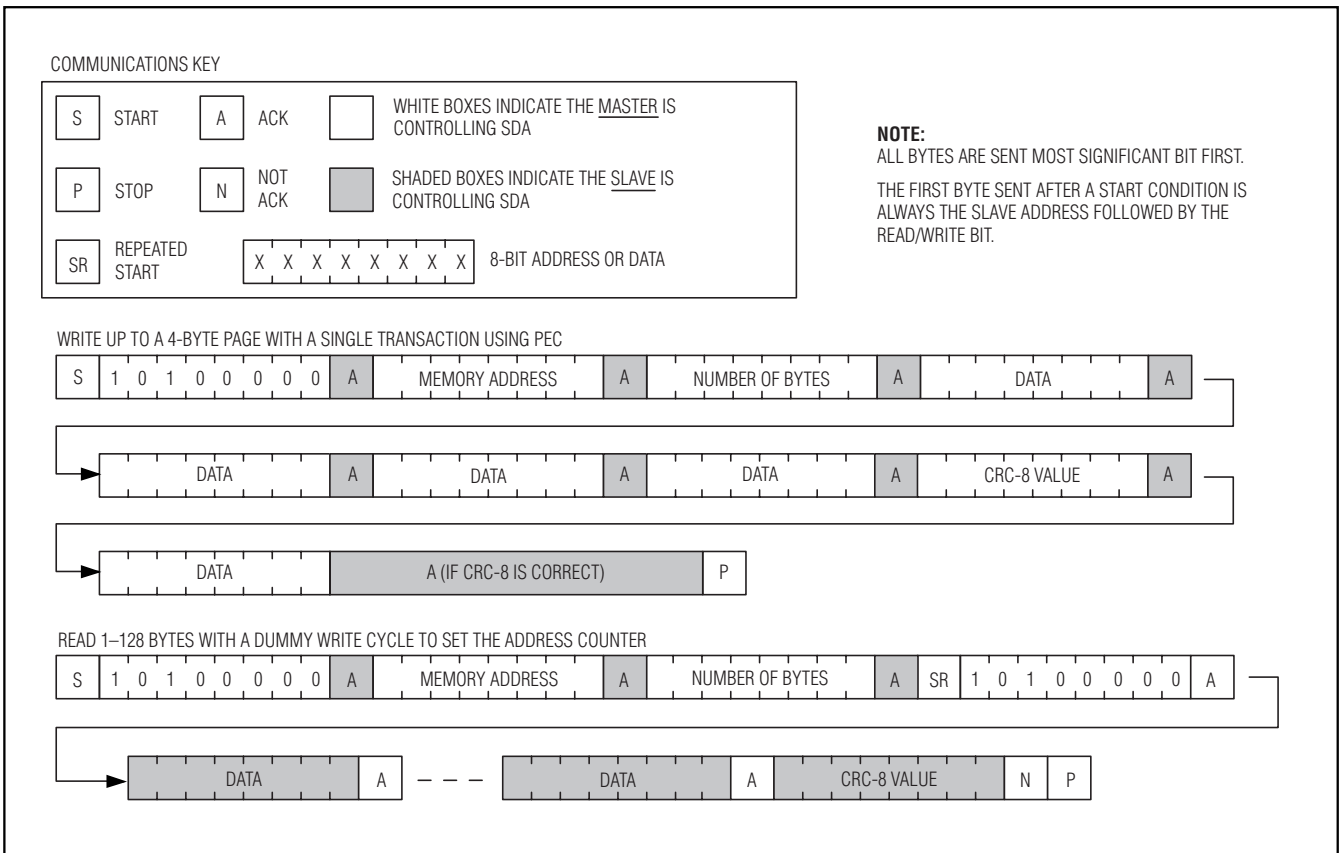 COMMUNICATIONS KEY
S START A ACK WHITE BOXES INDICATE THE MASTER IS
CONTROLLING SDA
P STOP N NOT
ACK SHADED BOXES INDICATE THE SLAVE IS
CONTROLLING SDA
SR REPEATED
START X X X X X X X X 8-BIT ADDRESS OR DATA
NOTE:
ALL BYTES ARE SENT MOST SIGNIFICANT BIT FIRST.
THE FIRST BYTE SENT AFTER A START CONDITION IS
ALWAYS THE SLAVE ADDRESS FOLLOWED BY THE
READ/WRITE BIT.
WRITE UP TO A 4-BYTE PAGE WITH A SINGLE TRANSACTION USING PEC
S 1 0 1 0 0 0 0 0 A MEMORY ADDRESS A NUMBER OF BYTES A DATA A
DATA A DATA A DATA A CRC-8 VALUE A
DATA A (IF CRC-8 IS CORRECT) P
READ 1–128 BYTES WITH A DUMMY WRITE CYCLE TO SET THE ADDRESS COUNTER
S 1 0 1 0 0 0 0 0 A MEMORY ADDRESS A NUMBER OF BYTES A SR 1 0 1 0 0 0 0 0 A
DATA A – – – DATA A CRC-8 VALUE N P